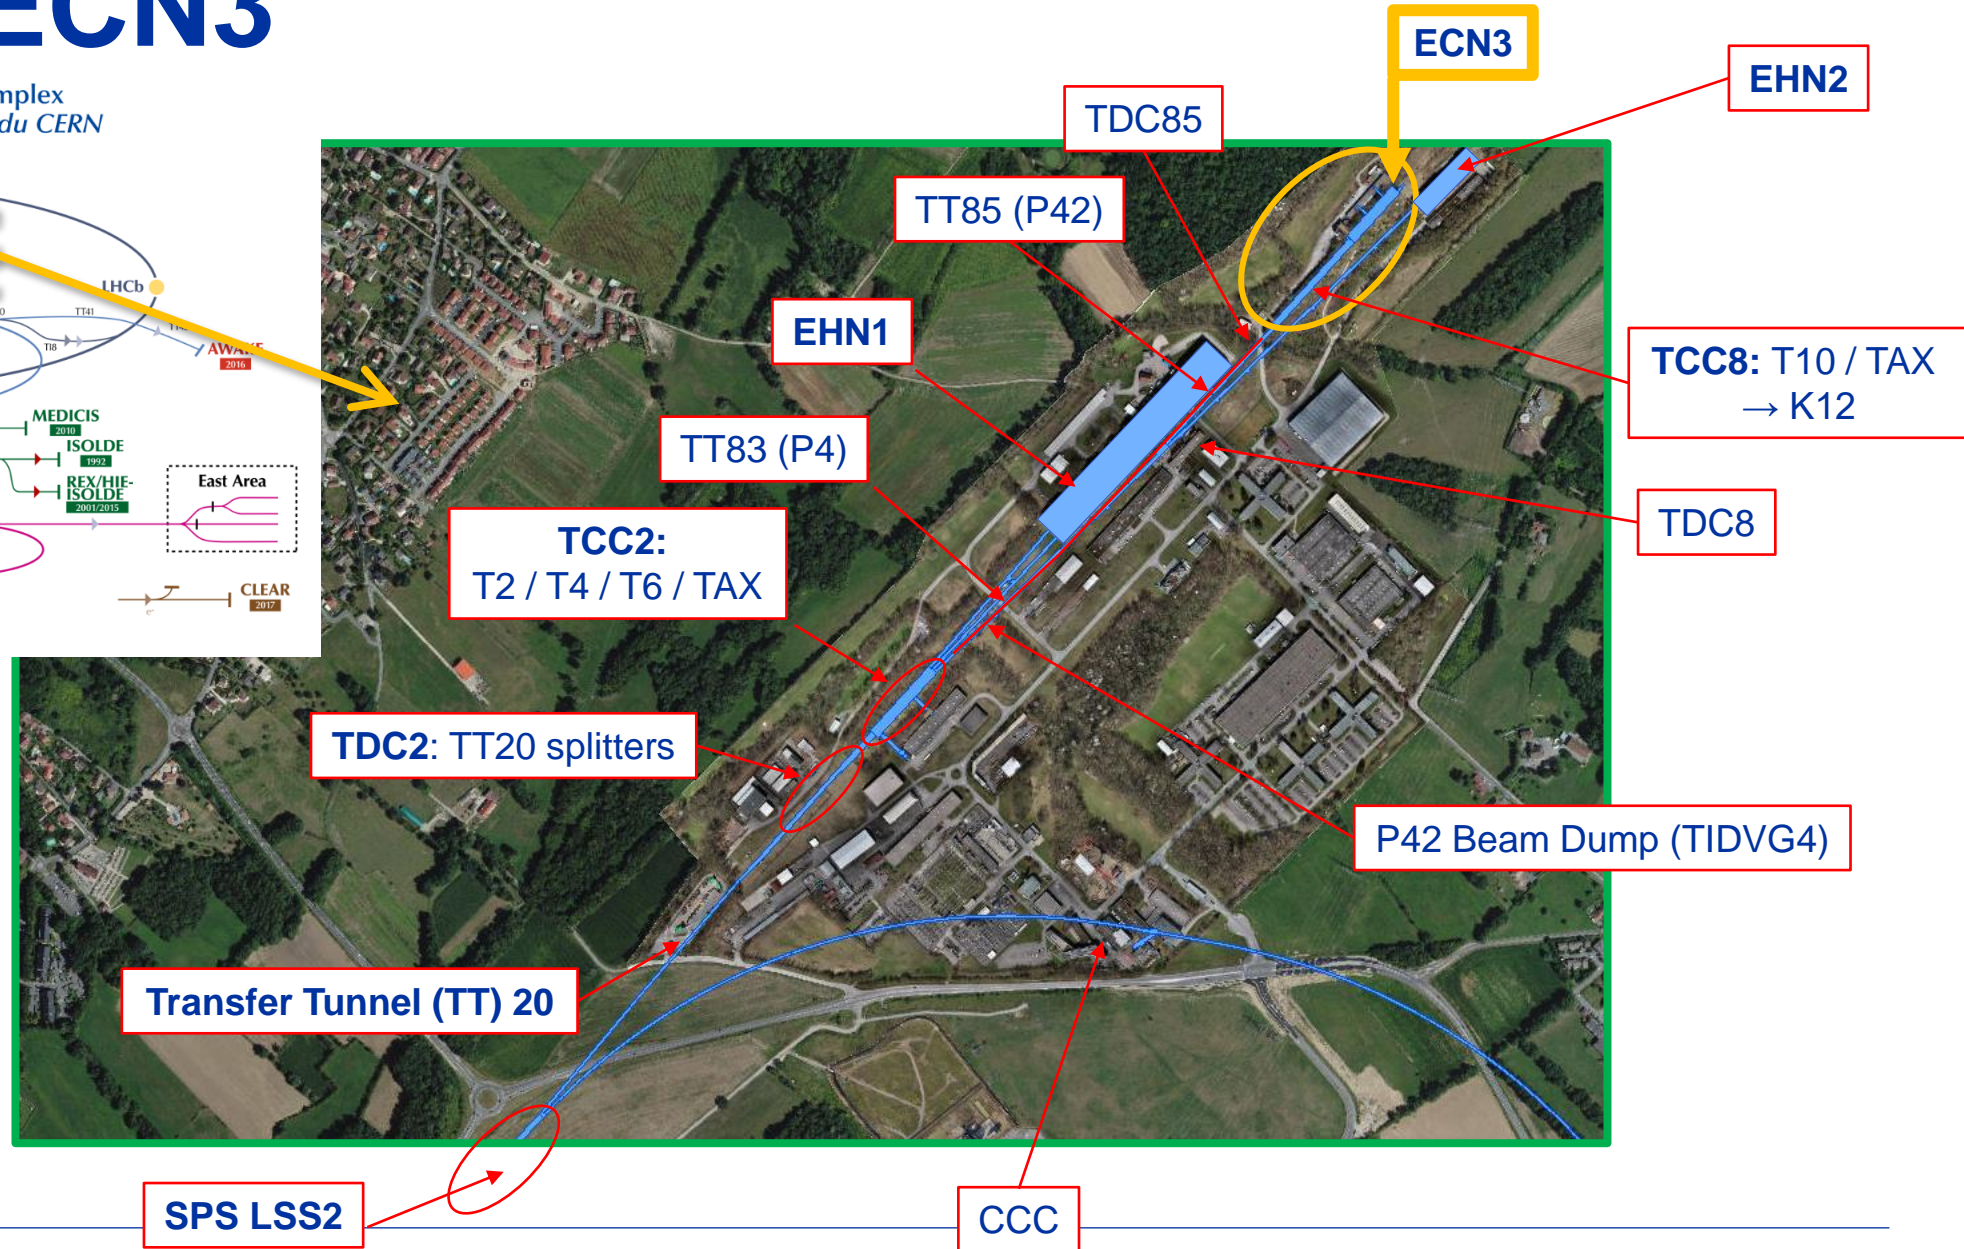 ECN3
mplex
du CERN
LHCb
TT41
TI8
AWAKE
2016
MEDICIS
2010
ISOLDE
1992
REX/HIE-
ISOLDE
2001/2015
East Area
CLEAR
2017
e-
ECN3
EHN2
TDC85
TT85 (P42)
EHN1
TCC8: T10 / TAX
→ K12
TT83 (P4)
TDC8
TCC2:
T2 / T4 / T6 / TAX
TDC2: TT20 splitters
P42 Beam Dump (TIDVG4)
Transfer Tunnel (TT) 20
SPS LSS2
CCC